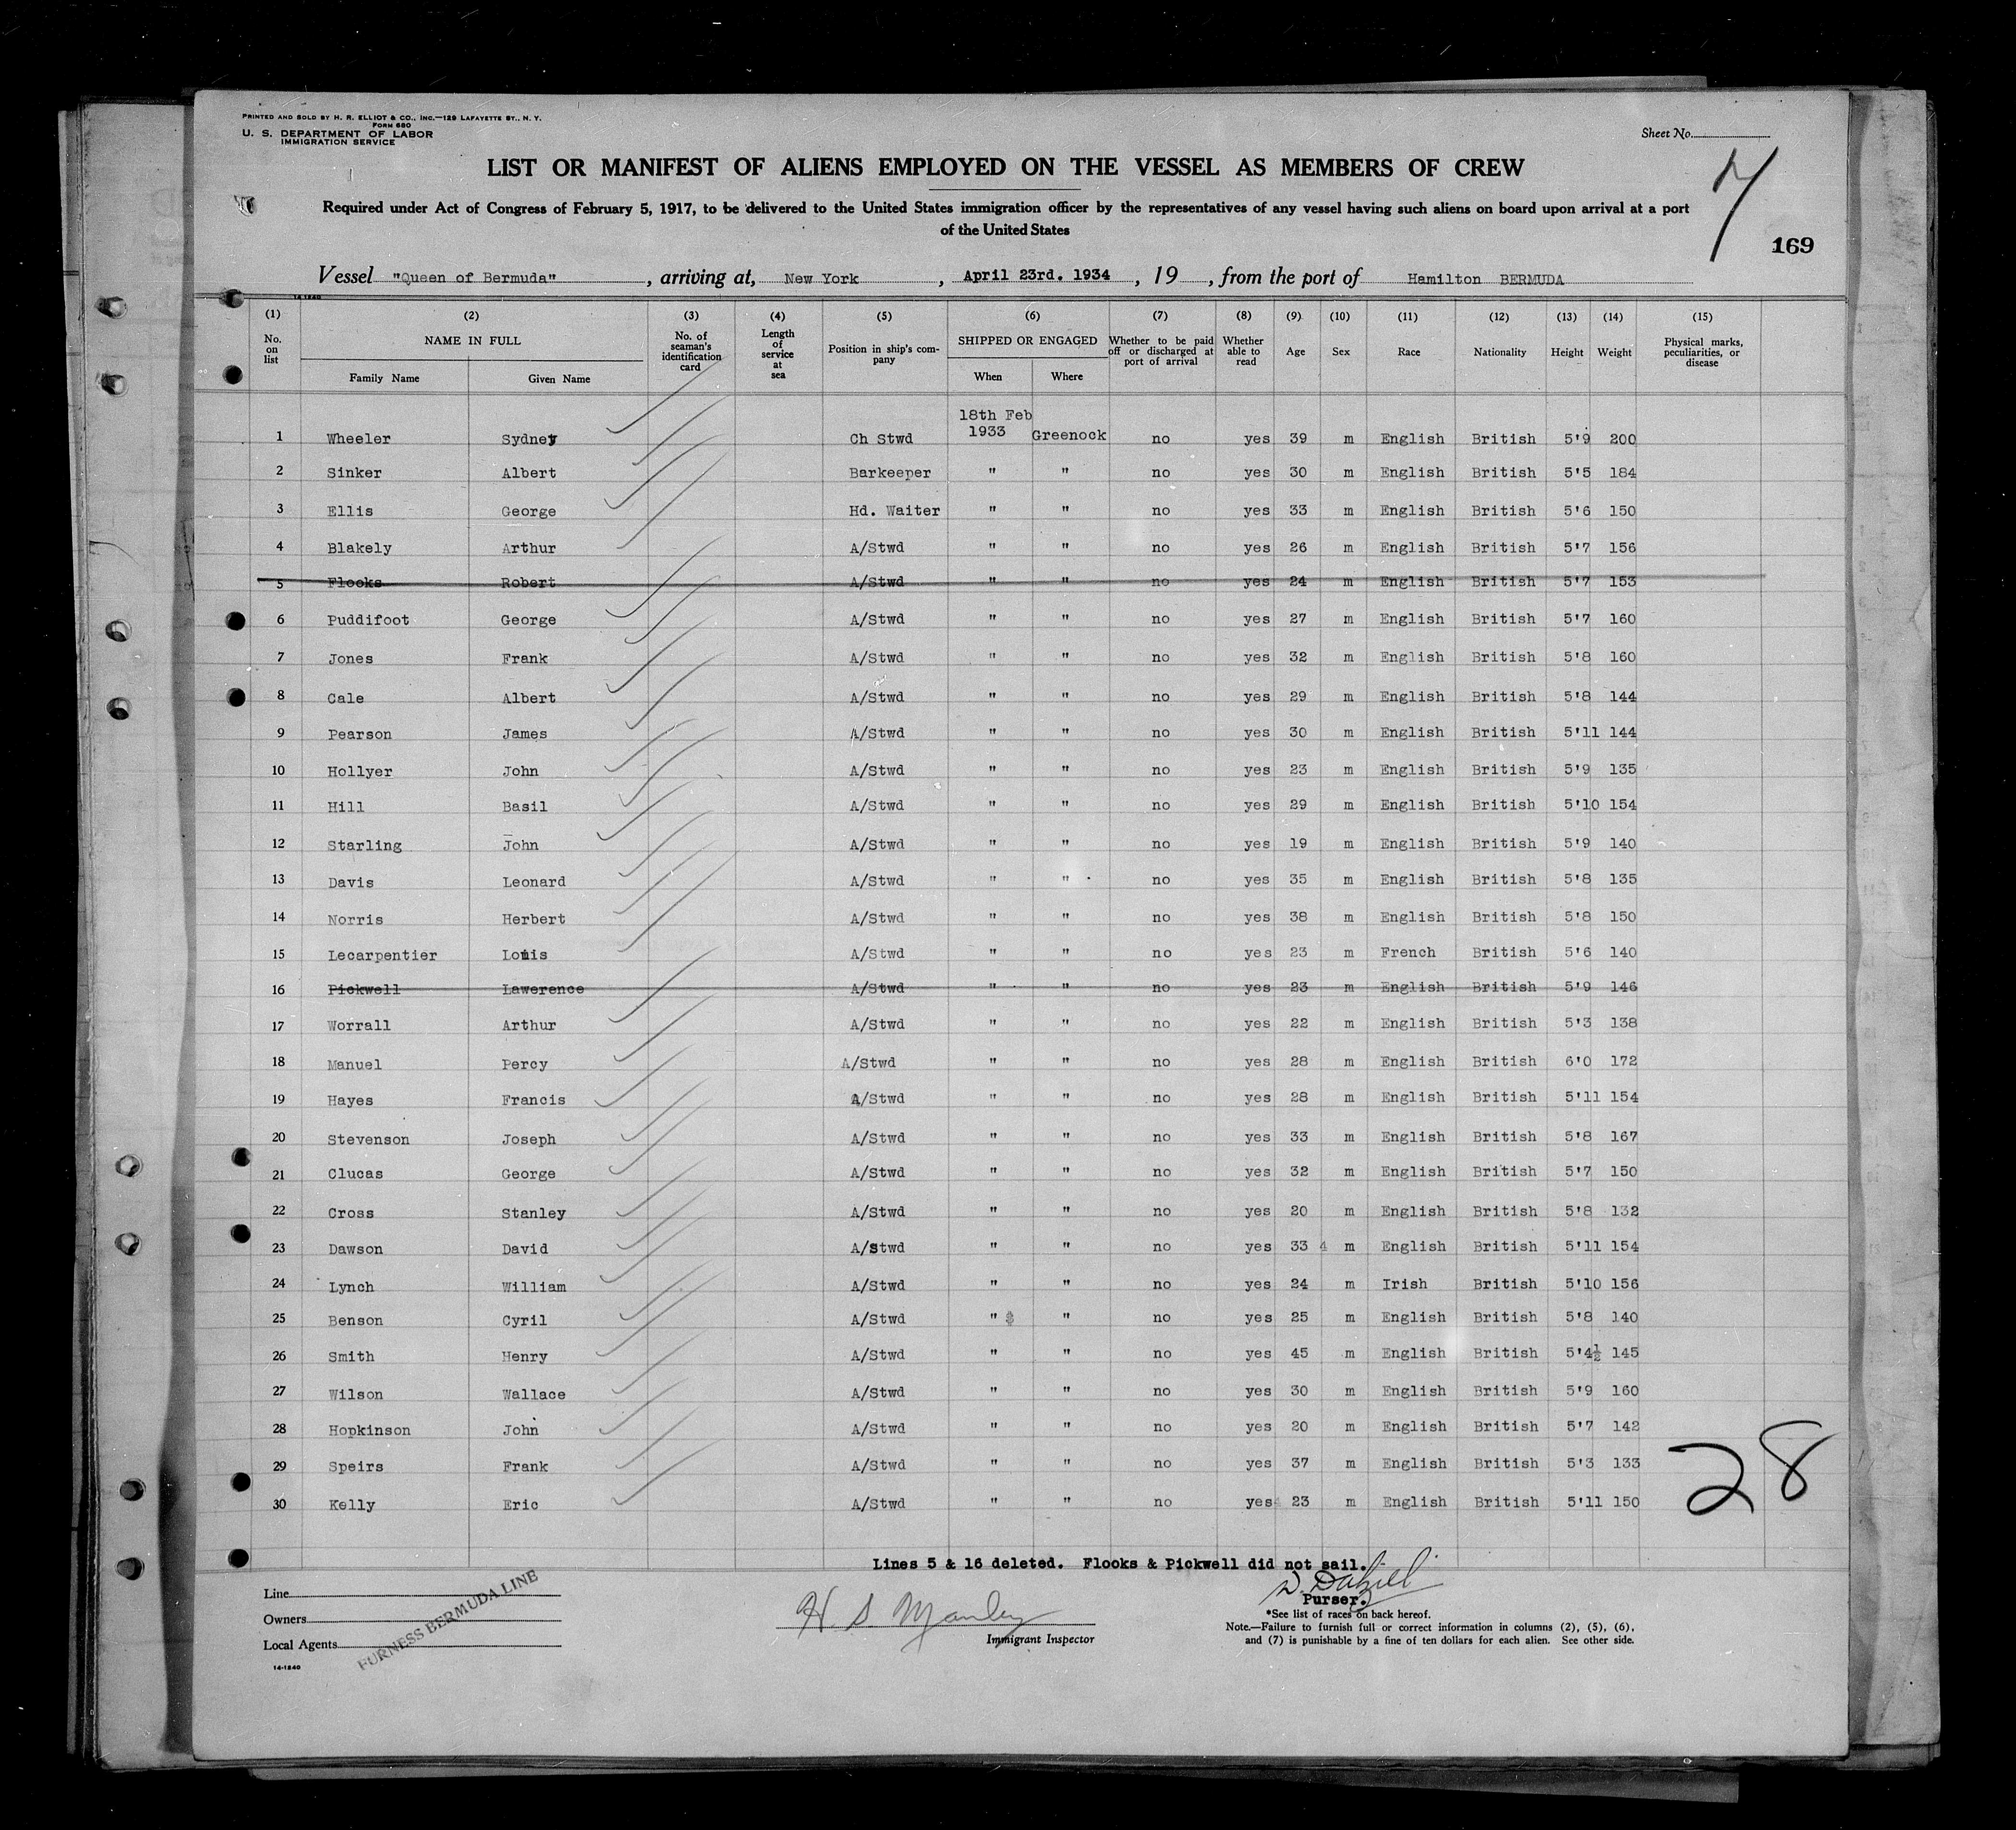 PRINTED AND SOLD BY H. R. ELLIOT & CO., INC.—129 LAFAYETTE ST., N. Y.
FORM 680
U. S. DEPARTMENT OF LABOR
IMMIGRATION SERVICE
Sheet No.
7
LIST OR MANIFEST OF ALIENS EMPLOYED ON THE VESSEL AS MEMBERS OF CREW
Required under Act of Congress of February 5, 1917, to be delivered to the United States immigration officer by the representatives of any vessel having such aliens on board upon arrival at a port
of the United States
169
Vessel "Queen of Bermuda", arriving at, New York, April 23rd. 1934, 19, from the port of Hamilton BERMUDA
14-1240
(1) (2) (3) (4) (5) (6) (7) (8) (9) (10) (11) (12) (13) (14) (15)
No. on list NAME IN FULL Family Name Given Name No. of seaman's identification card Length of service at sea Position in ship's company SHIPPED OR ENGAGED When Where Whether to be paid off or discharged at port of arrival Whether able to read Age Sex Race Nationality Height Weight Physical marks, peculiarities, or disease
1 Wheeler Sydney Ch Stwd 18th Feb 1933 Greenock no yes 39 m English British 5'9 200
2 Sinker Albert Barkeeper " " no yes 30 m English British 5'5 184
3 Ellis George Hd. Waiter " " no yes 33 m English British 5'6 150
4 Blakely Arthur A/Stwd " " no yes 26 m English British 5'7 156
5 Flooks Robert A/Stwd " " no yes 24 m English British 5'7 153
6 Puddifoot George A/Stwd " " no yes 27 m English British 5'7 160
7 Jones Frank A/Stwd " " no yes 32 m English British 5'8 160
8 Cale Albert A/Stwd " " no yes 29 m English British 5'8 144
9 Pearson James A/Stwd " " no yes 30 m English British 5'11 144
10 Hollyer John A/Stwd " " no yes 23 m English British 5'9 135
11 Hill Basil A/Stwd " " no yes 29 m English British 5'10 154
12 Starling John A/Stwd " " no yes 19 m English British 5'9 140
13 Davis Leonard A/Stwd " " no yes 35 m English British 5'8 135
14 Norris Herbert A/Stwd " " no yes 38 m English British 5'8 150
15 Lecarpentier Louis A/Stwd " " no yes 23 m French British 5'6 140
16 Pickwell Lawerence A/Stwd " " no yes 23 m English British 5'9 146
17 Worrall Arthur A/Stwd " " no yes 22 m English British 5'3 138
18 Manuel Percy A/Stwd " " no yes 28 m English British 6'0 172
19 Hayes Francis A/Stwd " " no yes 28 m English British 5'11 154
20 Stevenson Joseph A/Stwd " " no yes 33 m English British 5'8 167
21 Clucas George A/Stwd " " no yes 32 m English British 5'7 150
22 Cross Stanley A/Stwd " " no yes 20 m English British 5'8 132
23 Dawson David A/Stwd " " no yes 33 4 m English British 5'11 154
24 Lynch William A/Stwd " " no yes 24 m Irish British 5'10 156
25 Benson Cyril A/Stwd " $ " no yes 25 m English British 5'8 140
26 Smith Henry A/Stwd " " no yes 45 m English British 5'4½ 145
27 Wilson Wallace A/Stwd " " no yes 30 m English British 5'9 160
28 Hopkinson John A/Stwd " " no yes 20 m English British 5'7 142
29 Speirs Frank A/Stwd " " no yes 37 m English British 5'3 133
30 Kelly Eric A/Stwd " " no yes 23 m English British 5'11 150
28
Lines 5 & 16 deleted. Flooks & Pickwell did not sail.
Line
Owners
Local Agents
FURNESS BERMUDA LINE
14-1240
H S Manley
Immigrant Inspector
D. Dalziel
Purser.
*See list of races on back hereof.
Note.—Failure to furnish full or correct information in columns (2), (5), (6),
and (7) is punishable by a fine of ten dollars for each alien. See other side.